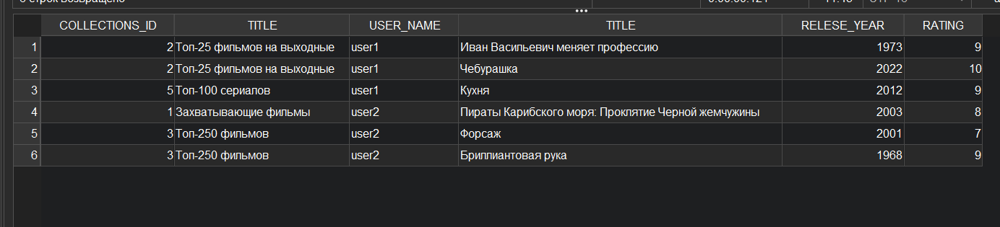 COLLECTIONS_ID TITLE USER_NAME TITLE RELESE_YEAR RATING
1 2 Топ-25 фильмов на выходные user1 Иван Васильевич меняет профессию 1973 9
2 2 Топ-25 фильмов на выходные user1 Чебурашка 2022 10
3 5 Топ-100 сериалов user1 Кухня 2012 9
4 1 Захватывающие фильмы user2 Пираты Карибского моря: Проклятие Черной жемчужины 2003 8
5 3 Топ-250 фильмов user2 Форсаж 2001 7
6 3 Топ-250 фильмов user2 Бриллиантовая рука 1968 9